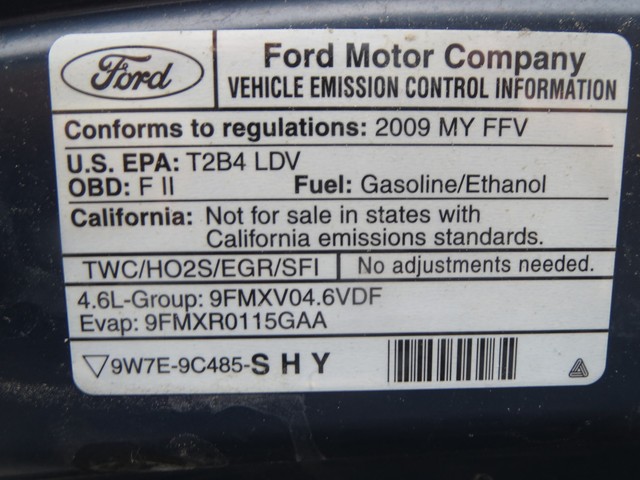 Ford
Ford Motor Company
VEHICLE EMISSION CONTROL INFORMATION
Conforms to regulations: 2009 MY FFV
U.S. EPA: T2B4 LDV
OBD: F II Fuel: Gasoline/Ethanol
California: Not for sale in states with
California emissions standards.
TWC/HO2S/EGR/SFI No adjustments needed.
4.6L-Group: 9FMXV04.6VDF
Evap: 9FMXR0115GAA
▽9W7E-9C485-S H Y